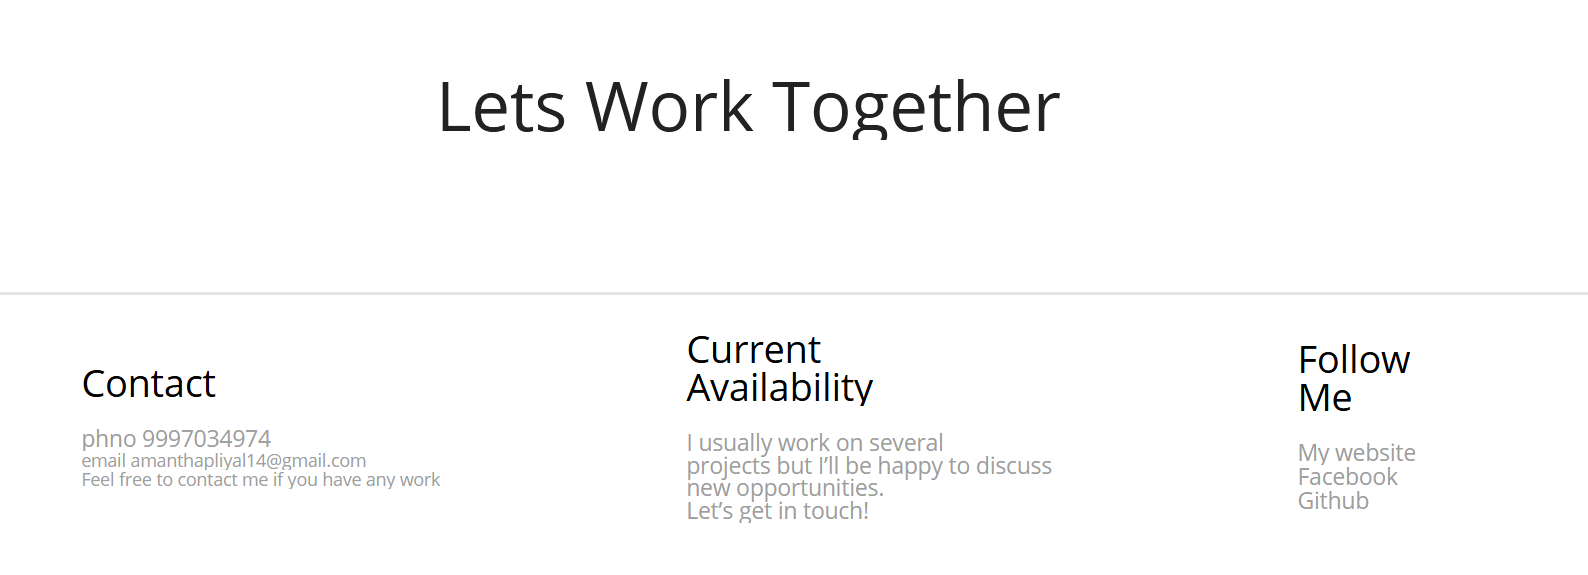 Lets Work Together
Contact
phno 9997034974
email amanthapliyal14@gmail.com
Feel free to contact me if you have any work
Current
Availability
I usually work on several
projects but I’ll be happy to discuss
new opportunities.
Let’s get in touch!
Follow
Me
My website
Facebook
Github